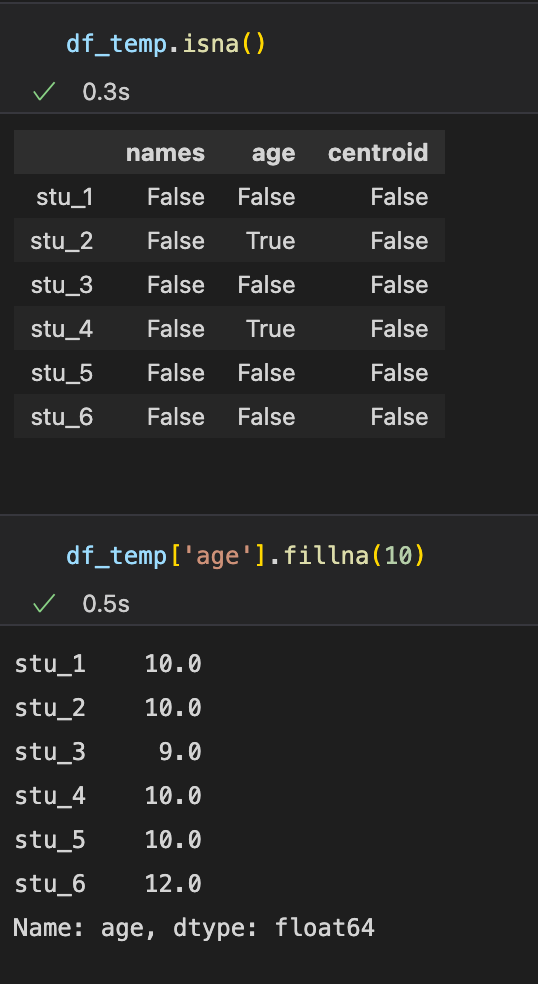 df_temp.isna()
0.3s
names age centroid
stu_1 False False False
stu_2 False True False
stu_3 False False False
stu_4 False True False
stu_5 False False False
stu_6 False False False
df_temp['age'].fillna(10)
0.5s
stu_1 10.0
stu_2 10.0
stu_3 9.0
stu_4 10.0
stu_5 10.0
stu_6 12.0
Name: age, dtype: float64